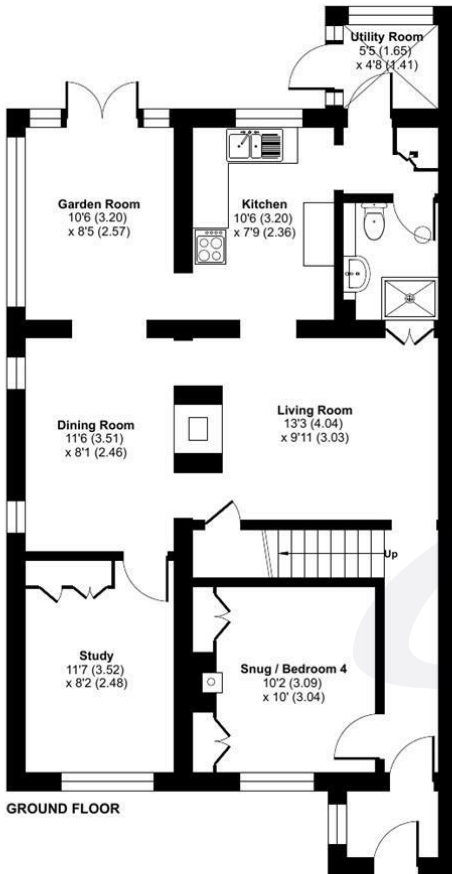 Utility Room
5'5 (1.65)
x 4'8 (1.41)
Garden Room
10'6 (3.20)
x 8'5 (2.57)
Kitchen
10'6 (3.20)
x 7'9 (2.36)
Dining Room
11'6 (3.51)
x 8'1 (2.46)
Living Room
13'3 (4.04)
x 9'11 (3.03)
Up
Study
11'7 (3.52)
x 8'2 (2.48)
Snug / Bedroom 4
10'2 (3.09)
x 10' (3.04)
GROUND FLOOR